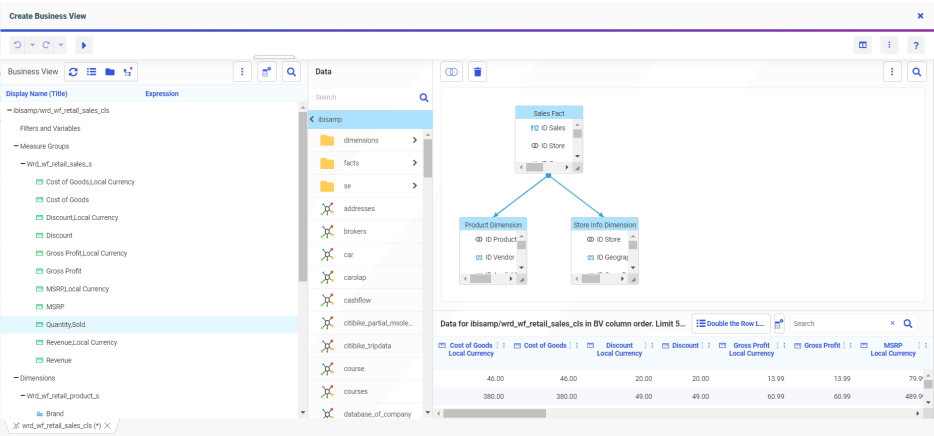 Create Business View
Business View
Display Name (Title) Expression
ibisamp/wrd_wf_retail_sales_cls
Filters and Variables
Measure Groups
Wrd_wf_retail_sales_s
Cost of Goods,Local Currency
Cost of Goods
Discount,Local Currency
Discount
Gross Profit,Local Currency
Gross Profit
MSRP,Local Currency
MSRP
Quantity,Sold
Revenue,Local Currency
Revenue
Dimensions
Wrd_wf_retail_product_s
Brand
wrd_wf_retail_sales_cls (*)
Data
Search
ibisamp
dimensions
facts
se
addresses
brokers
car
carolap
cashflow
citibike_partial_msole...
citibike_tripdata
course
courses
database_of_company
Sales Fact
ID Sales
ID Store
Product Dimension
ID Product
ID Vendor
Store Info Dimension
ID Store
ID Geogra
Data for ibisamp/wrd_wf_retail_sales_cls in BV column order. Limit 5... Double the Row L... Search
Cost of Goods Local Currency
Cost of Goods
Discount Local Currency
Discount
Gross Profit Local Currency
Gross Profit
MSRP Local Currency
46.00 46.00 20.00 20.00 13.99 13.99 79.9
380.00 380.00 49.00 49.00 60.99 60.99 489.9